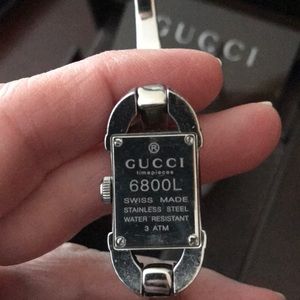 GUCCI
®
GUCCI
timepieces
6800L
SWISS MADE
STAINLESS STEEL
WATER RESISTANT
3 ATM